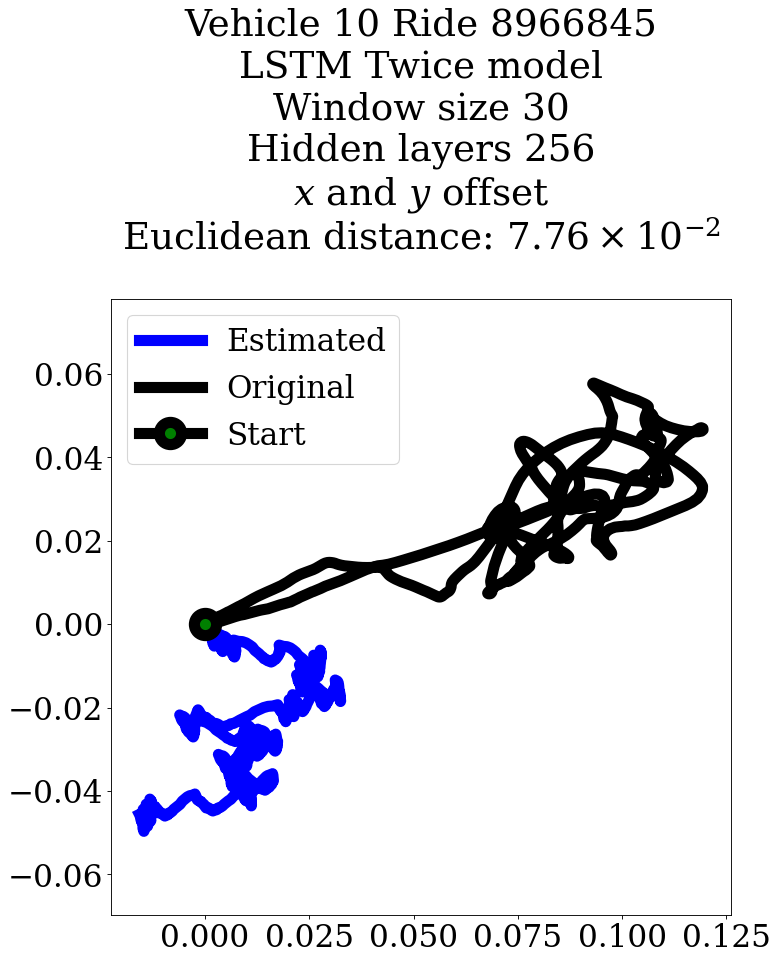 Vehicle 10 Ride 8966845
LSTM Twice model
Window size 30
Hidden layers 256
x and y offset
Euclidean distance: 7.76 × 10⁻²
Estimated
Original
Start
0.06
0.04
0.02
0.00
−0.02
−0.04
−0.06
0.000 0.025 0.050 0.075 0.100 0.125